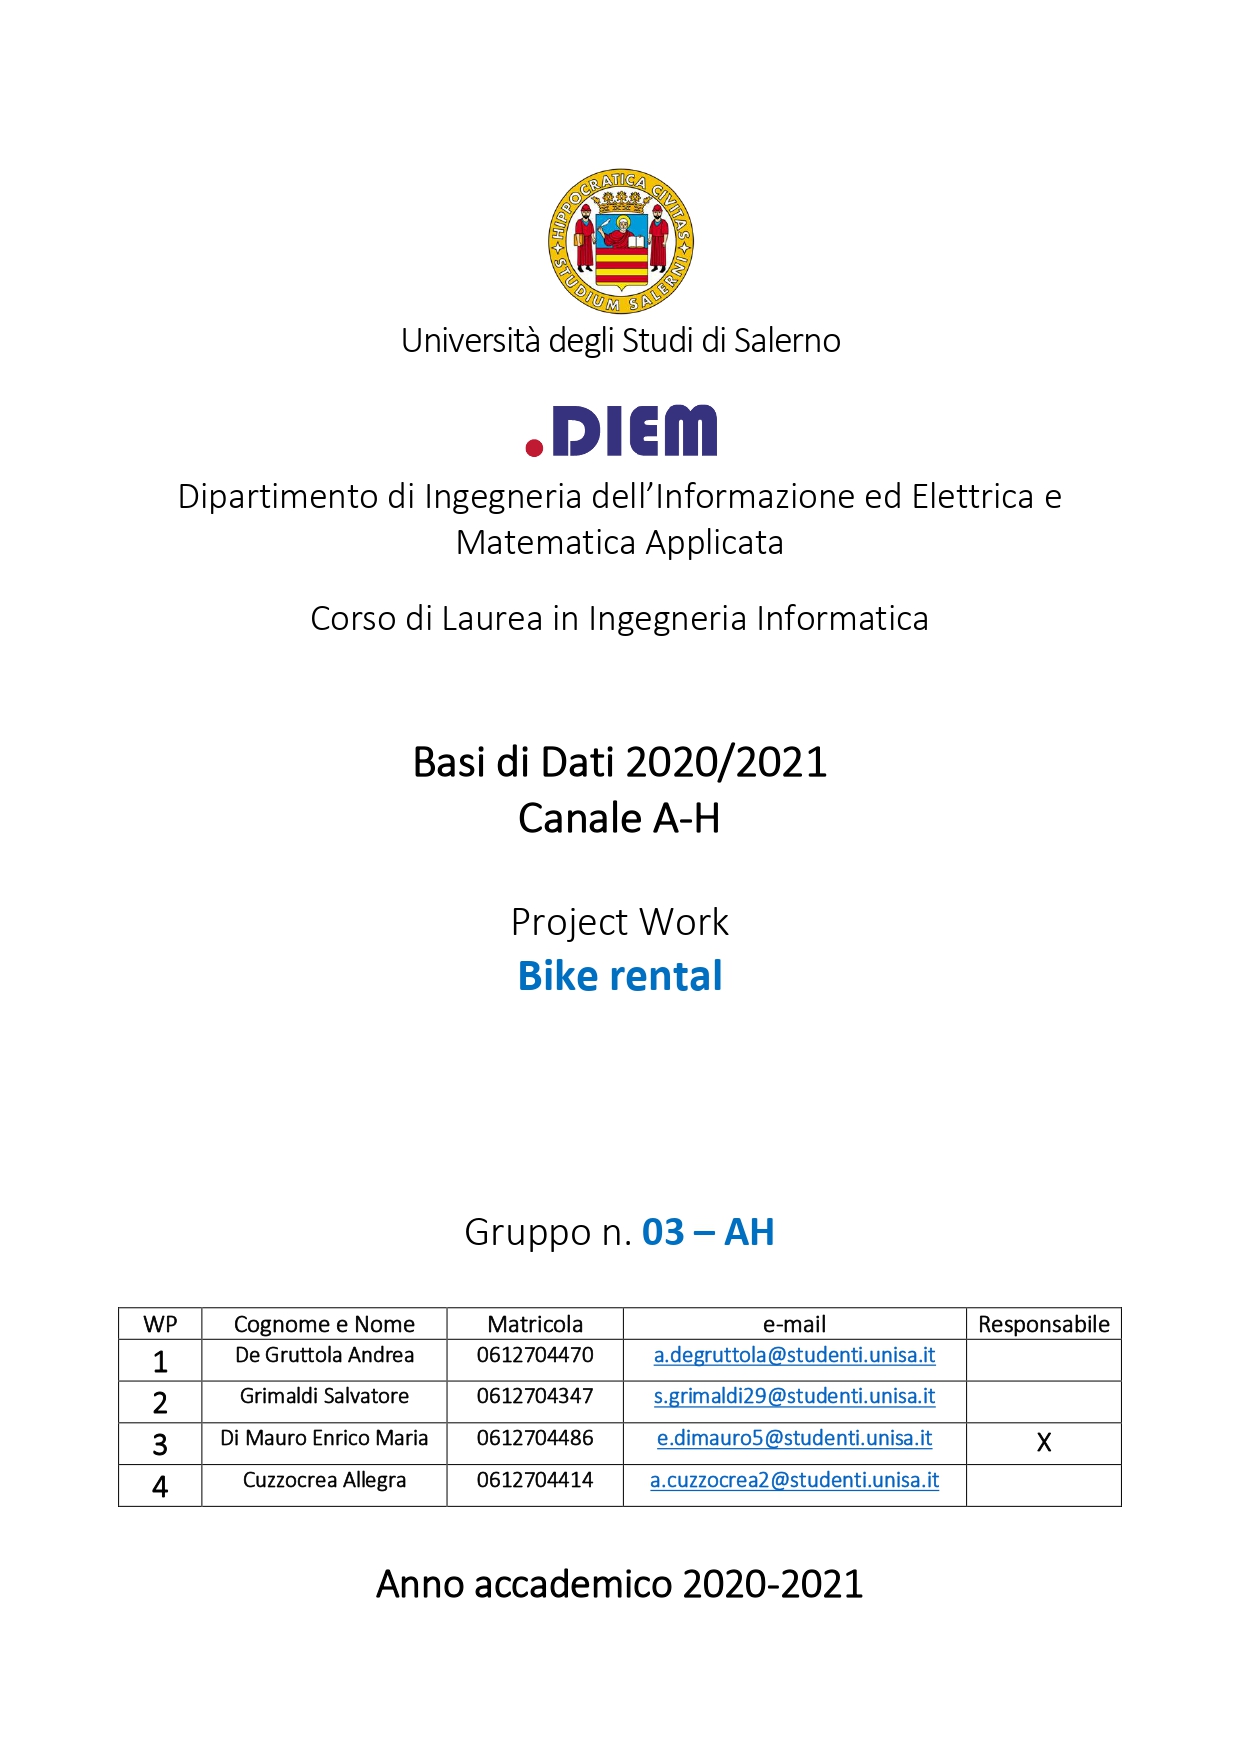 HIPPOCRATICA CIVITAS
STUDIUM SALERNI
Università degli Studi di Salerno
.DIEM
Dipartimento di Ingegneria dell’Informazione ed Elettrica e
Matematica Applicata
Corso di Laurea in Ingegneria Informatica
Basi di Dati 2020/2021
Canale A-H
Project Work
Bike rental
Gruppo n. 03 – AH
WP Cognome e Nome Matricola e-mail Responsabile
1 De Gruttola Andrea 0612704470 a.degruttola@studenti.unisa.it
2 Grimaldi Salvatore 0612704347 s.grimaldi29@studenti.unisa.it
3 Di Mauro Enrico Maria 0612704486 e.dimauro5@studenti.unisa.it X
4 Cuzzocrea Allegra 0612704414 a.cuzzocrea2@studenti.unisa.it
Anno accademico 2020-2021